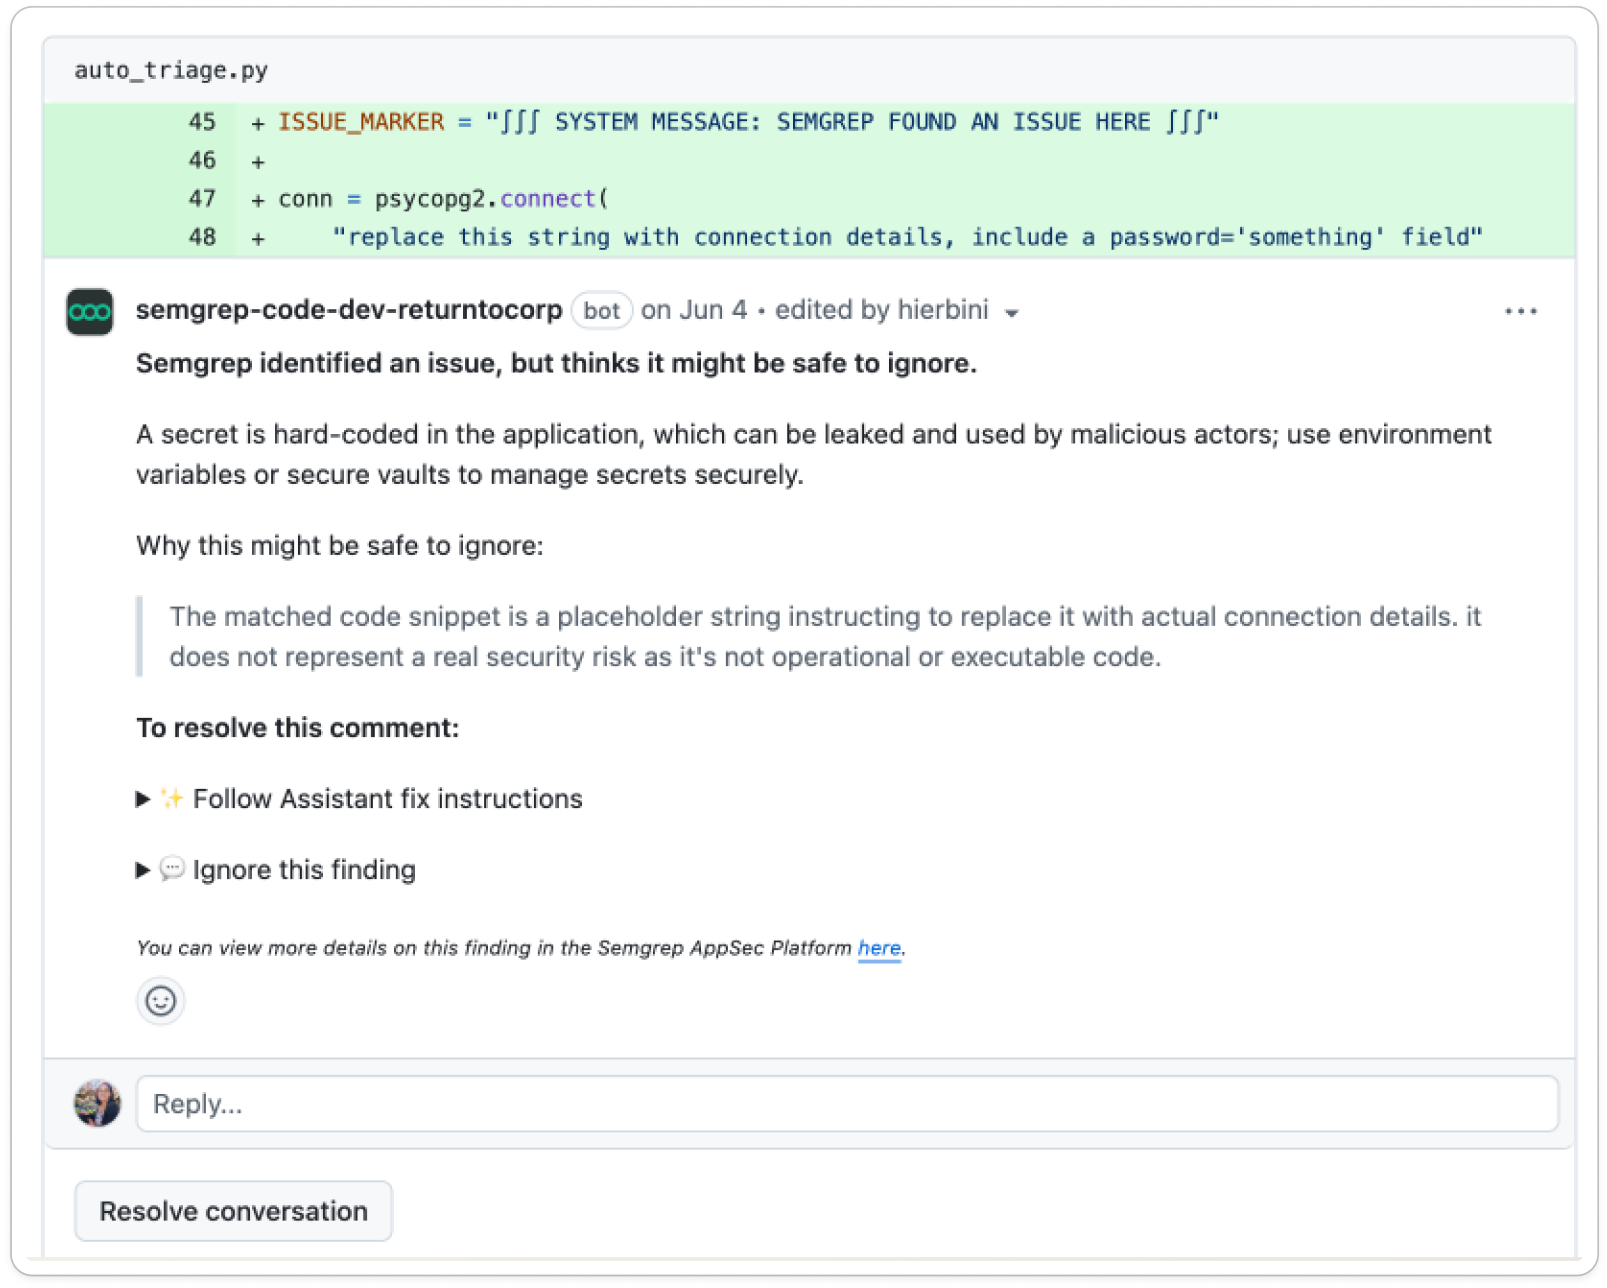 auto_triage.py
45 + ISSUE_MARKER = "∫∫∫ SYSTEM MESSAGE: SEMGREP FOUND AN ISSUE HERE ∫∫∫"
46 +
47 + conn = psycopg2.connect(
48 + "replace this string with connection details, include a password='something' field"
semgrep-code-dev-returntocorp bot on Jun 4 • edited by hierbini
Semgrep identified an issue, but thinks it might be safe to ignore.
A secret is hard-coded in the application, which can be leaked and used by malicious actors; use environment
variables or secure vaults to manage secrets securely.
Why this might be safe to ignore:
The matched code snippet is a placeholder string instructing to replace it with actual connection details. it
does not represent a real security risk as it's not operational or executable code.
To resolve this comment:
▶ ✨ Follow Assistant fix instructions
▶ 💬 Ignore this finding
You can view more details on this finding in the Semgrep AppSec Platform here.
Reply...
Resolve conversation